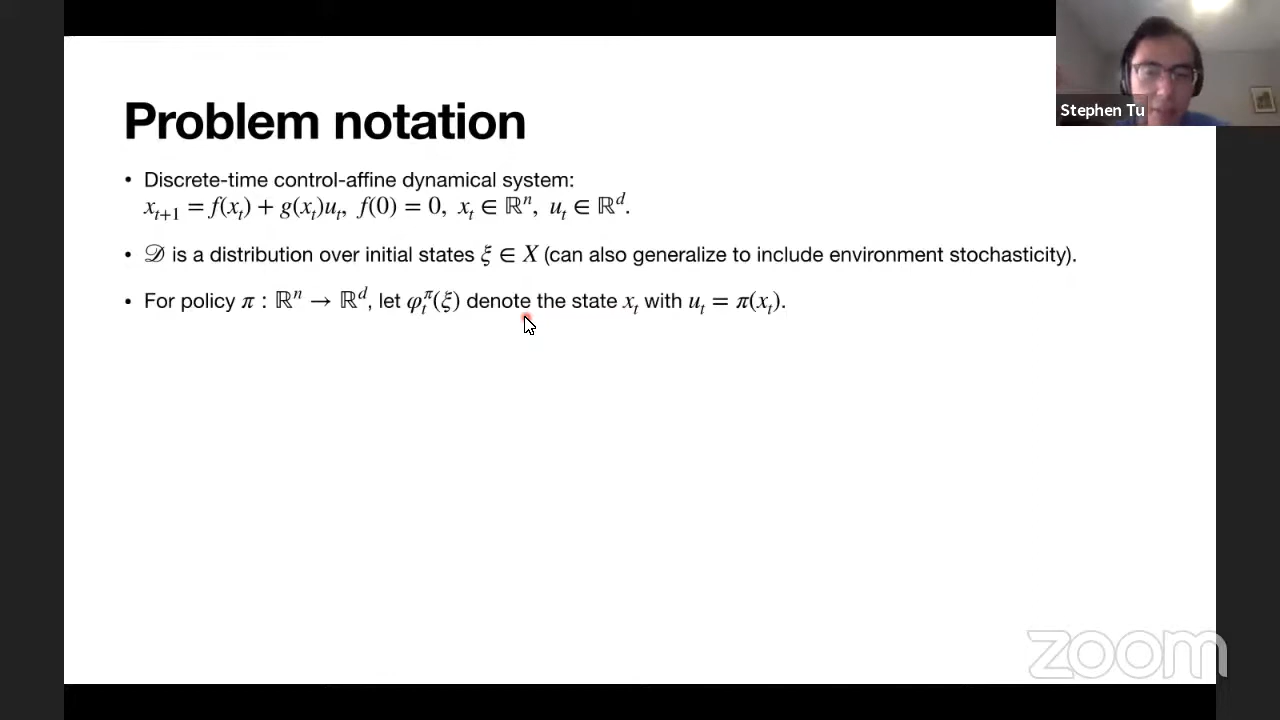 Stephen Tu
Problem notation
• Discrete-time control-affine dynamical system:
x_{t+1} = f(x_t) + g(x_t)u_t, f(0) = 0, x_t ∈ ℝ^n, u_t ∈ ℝ^d.
• 𝒟 is a distribution over initial states ξ ∈ X (can also generalize to include environment stochasticity).
• For policy π : ℝ^n → ℝ^d, let φ_t^π(ξ) denote the state x_t with u_t = π(x_t).
zoom